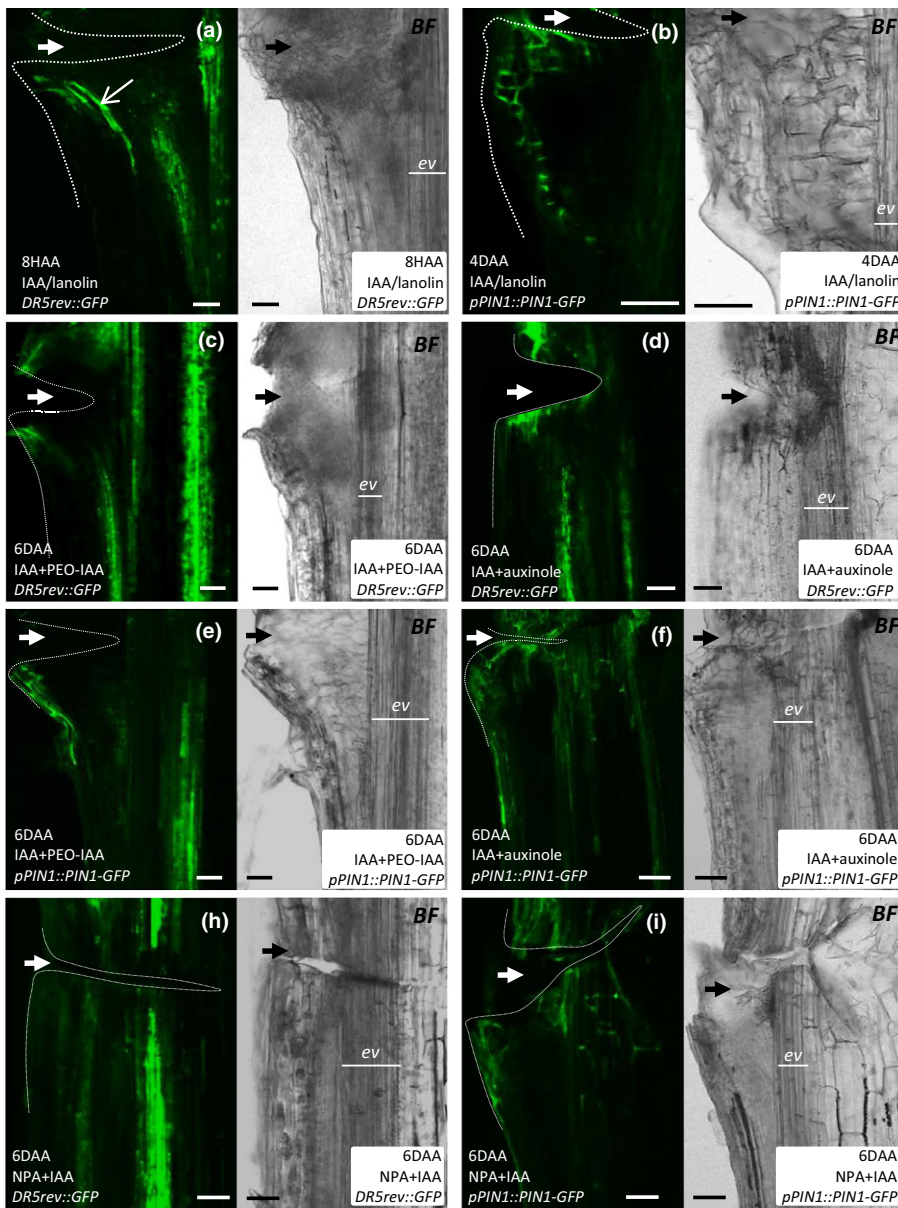 (a)
BF
ev
8HAA
IAA/lanolin
DR5rev::GFP
8HAA
IAA/lanolin
DR5rev::GFP
(b)
BF
ev
4DAA
IAA/lanolin
pPIN1::PIN1-GFP
4DAA
IAA/lanolin
pPIN1::PIN1-GFP
(c)
BF
ev
6DAA
IAA+PEO-IAA
DR5rev::GFP
6DAA
IAA+PEO-IAA
DR5rev::GFP
(d)
BF
ev
6DAA
IAA+auxinole
DR5rev::GFP
6DAA
IAA+auxinole
DR5rev::GFP
(e)
BF
ev
6DAA
IAA+PEO-IAA
pPIN1::PIN1-GFP
6DAA
IAA+PEO-IAA
pPIN1::PIN1-GFP
(f)
BF
ev
6DAA
IAA+auxinole
pPIN1::PIN1-GFP
6DAA
IAA+auxinole
pPIN1::PIN1-GFP
(h)
BF
ev
6DAA
NPA+IAA
DR5rev::GFP
6DAA
NPA+IAA
DR5rev::GFP
(i)
BF
ev
6DAA
NPA+IAA
pPIN1::PIN1-GFP
6DAA
NPA+IAA
pPIN1::PIN1-GFP